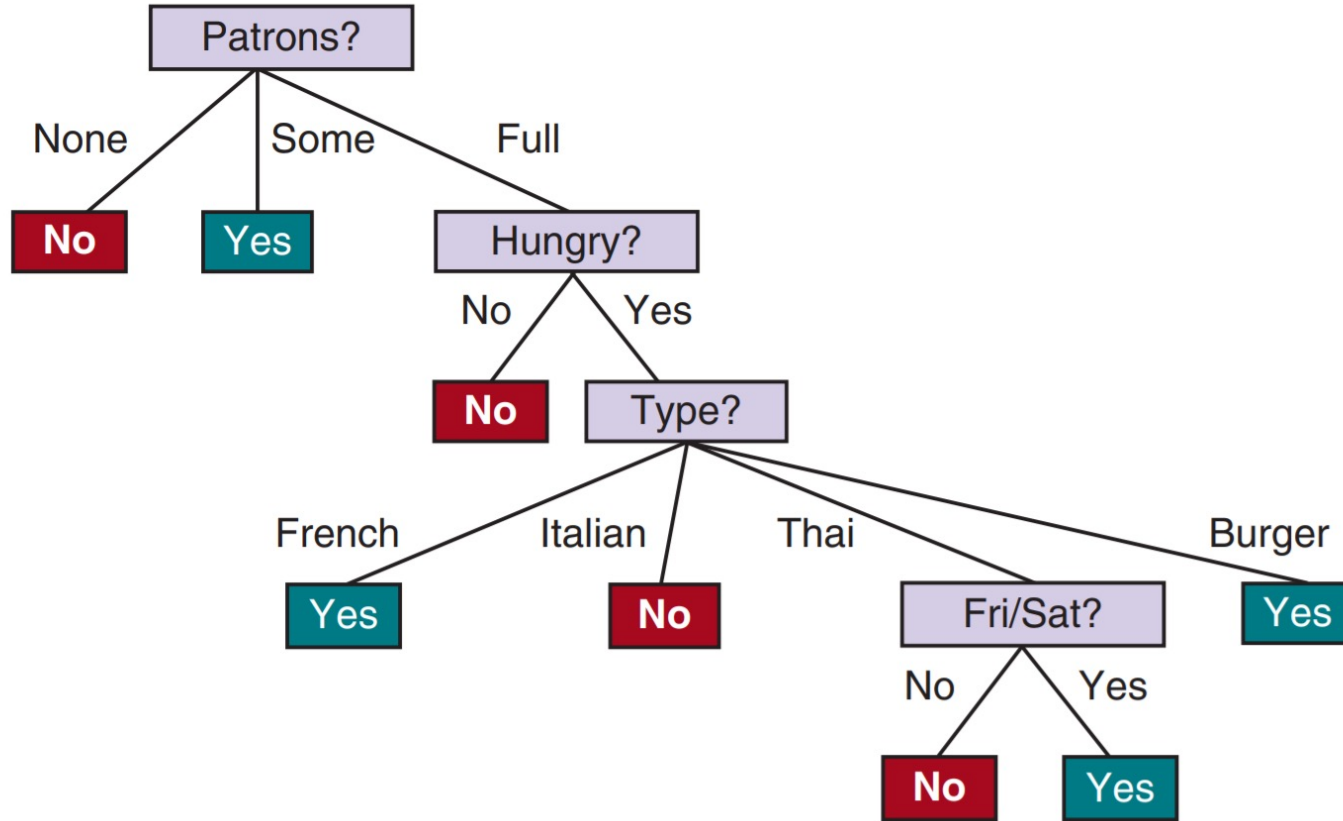 Patrons?
None Some Full
No Yes Hungry?
No Yes
No Type?
French Italian Thai Burger
Yes No Fri/Sat? Yes
No Yes
No Yes